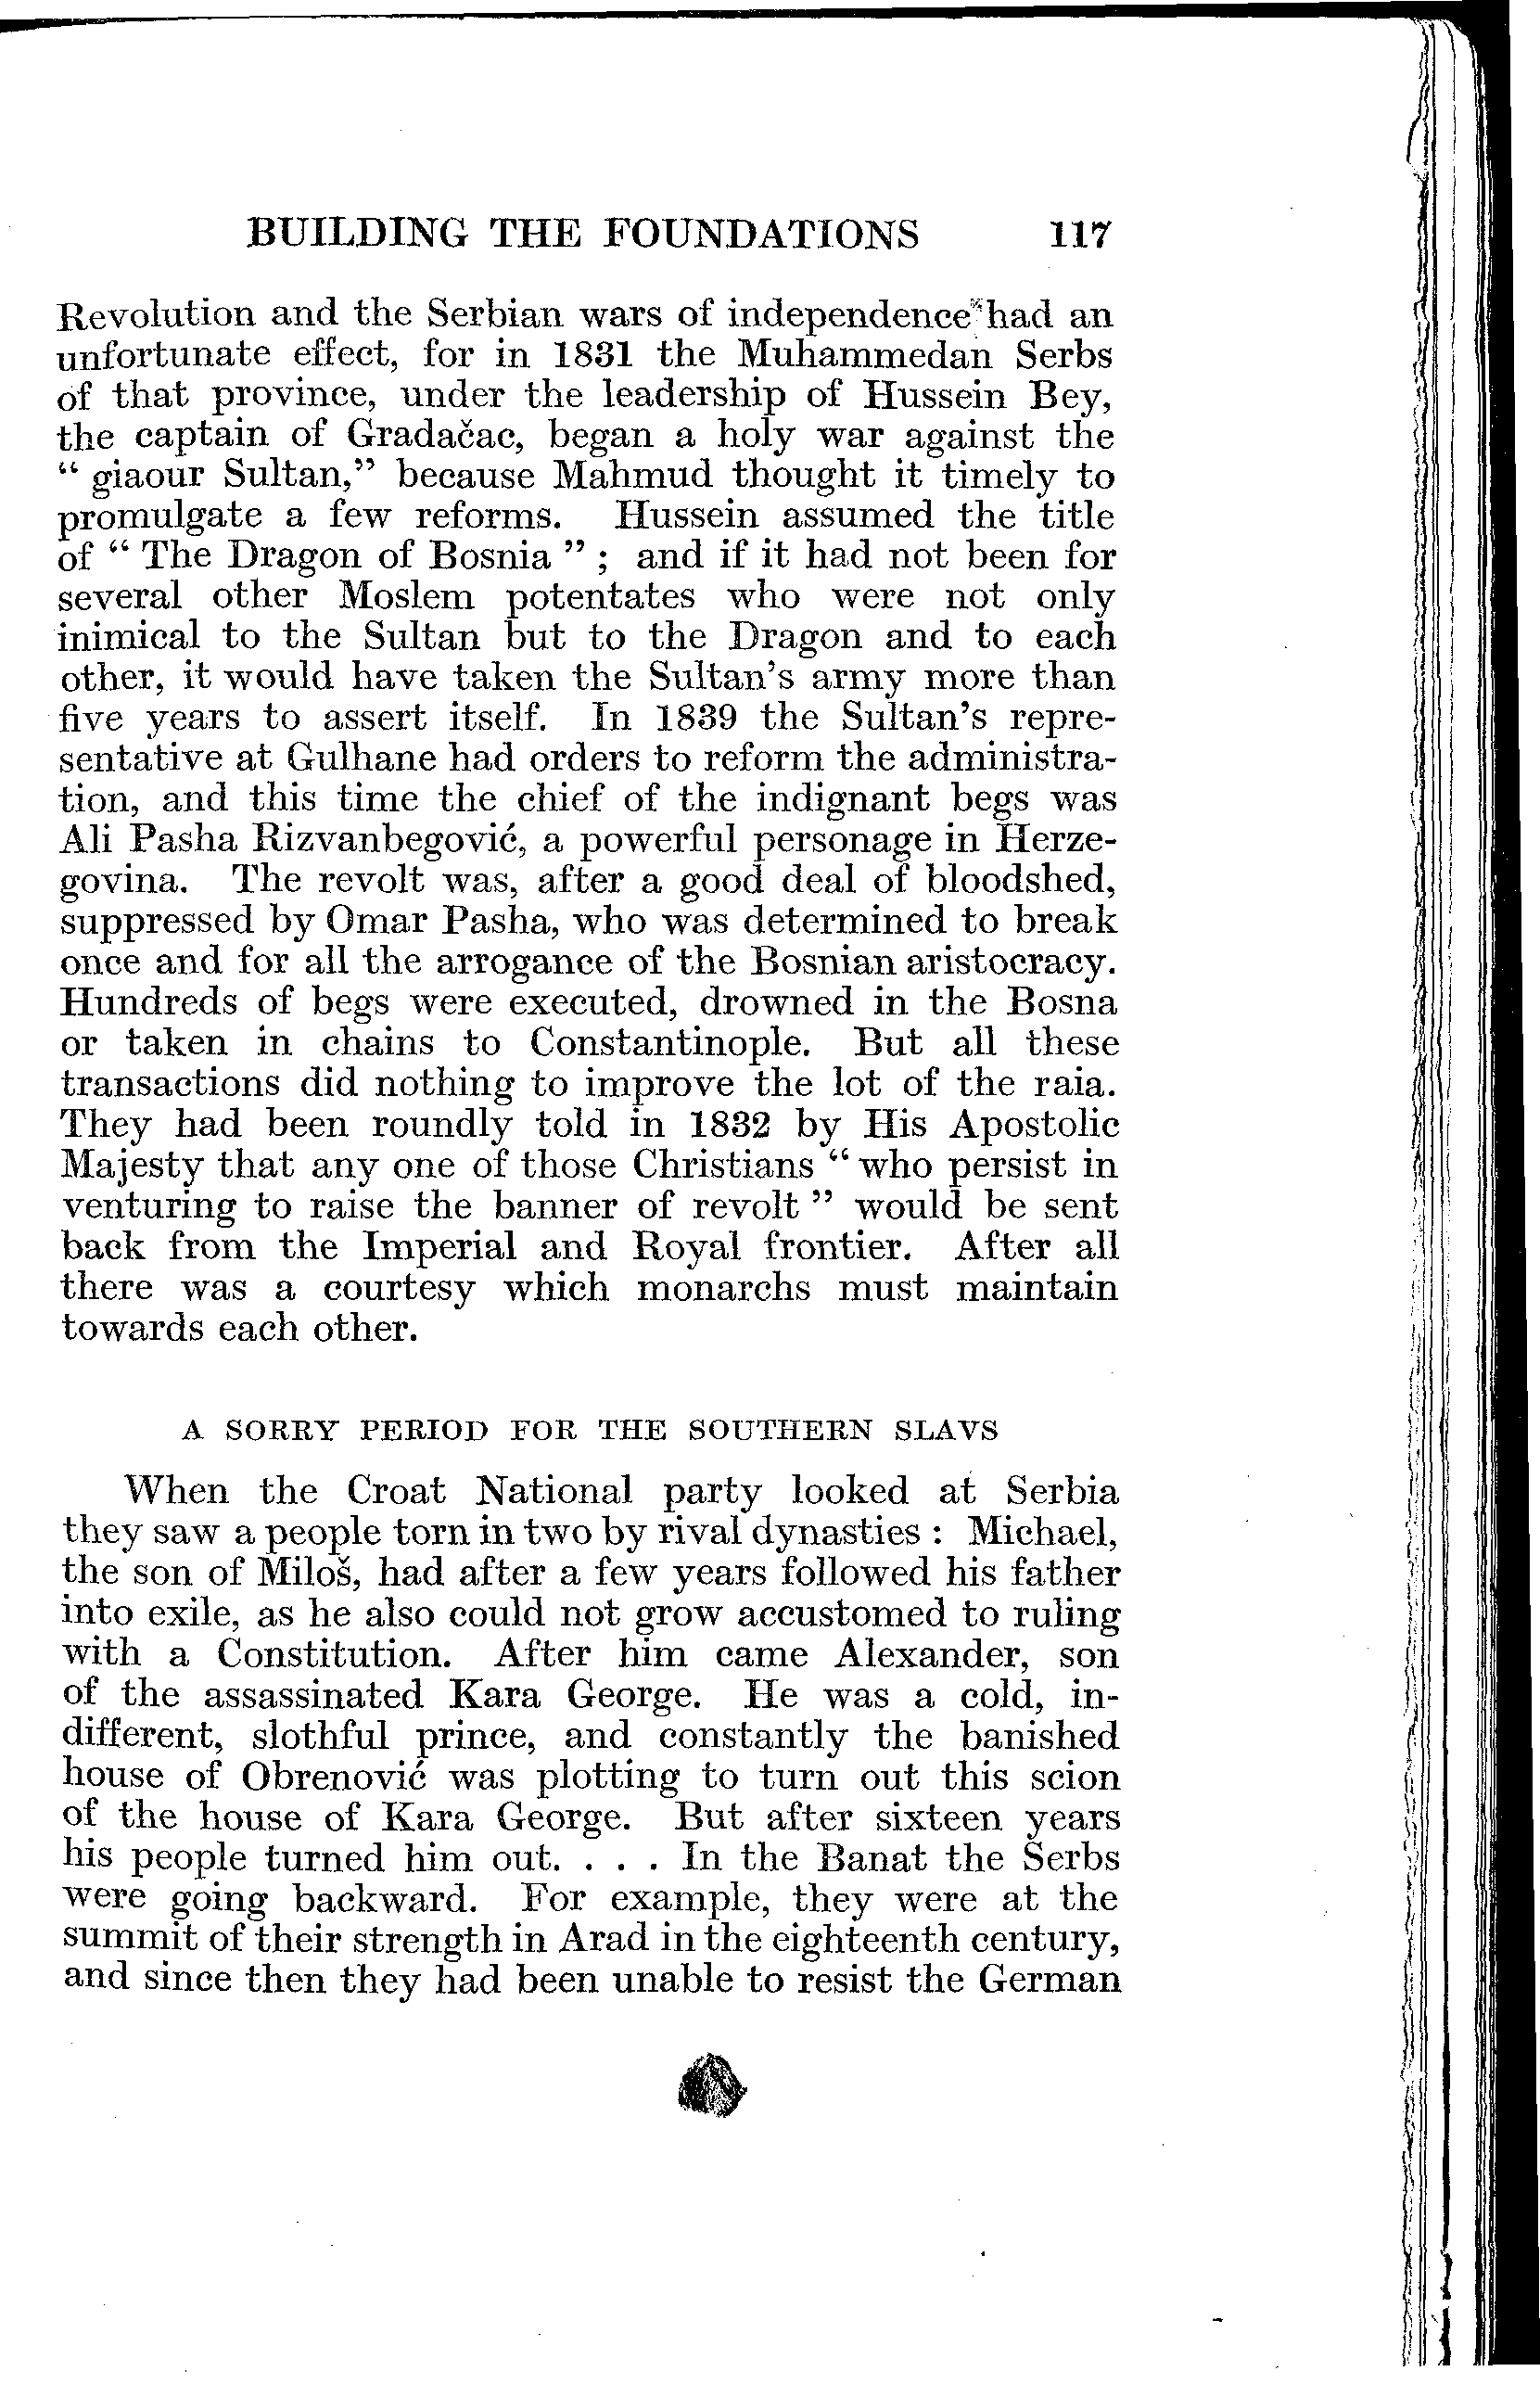 BUILDING THE FOUNDATIONS 117
Revolution and the Serbian wars of independence had an
unfortunate effect, for in 1831 the Muhammedan Serbs
of that province, under the leadership of Hussein Bey,
the captain of Gradačac, began a holy war against the
“ giaour Sultan,” because Mahmud thought it timely to
promulgate a few reforms. Hussein assumed the title
of “ The Dragon of Bosnia ” ; and if it had not been for
several other Moslem potentates who were not only
inimical to the Sultan but to the Dragon and to each
other, it would have taken the Sultan’s army more than
five years to assert itself. In 1839 the Sultan’s repre-
sentative at Gulhane had orders to reform the administra-
tion, and this time the chief of the indignant begs was
Ali Pasha Rizvanbegović, a powerful personage in Herze-
govina. The revolt was, after a good deal of bloodshed,
suppressed by Omar Pasha, who was determined to break
once and for all the arrogance of the Bosnian aristocracy.
Hundreds of begs were executed, drowned in the Bosna
or taken in chains to Constantinople. But all these
transactions did nothing to improve the lot of the raia.
They had been roundly told in 1832 by His Apostolic
Majesty that any one of those Christians “ who persist in
venturing to raise the banner of revolt ” would be sent
back from the Imperial and Royal frontier. After all
there was a courtesy which monarchs must maintain
towards each other.
A SORRY PERIOD FOR THE SOUTHERN SLAVS
When the Croat National party looked at Serbia
they saw a people torn in two by rival dynasties : Michael,
the son of Miloš, had after a few years followed his father
into exile, as he also could not grow accustomed to ruling
with a Constitution. After him came Alexander, son
of the assassinated Kara George. He was a cold, in-
different, slothful prince, and constantly the banished
house of Obrenović was plotting to turn out this scion
of the house of Kara George. But after sixteen years
his people turned him out. . . . In the Banat the Serbs
were going backward. For example, they were at the
summit of their strength in Arad in the eighteenth century,
and since then they had been unable to resist the German